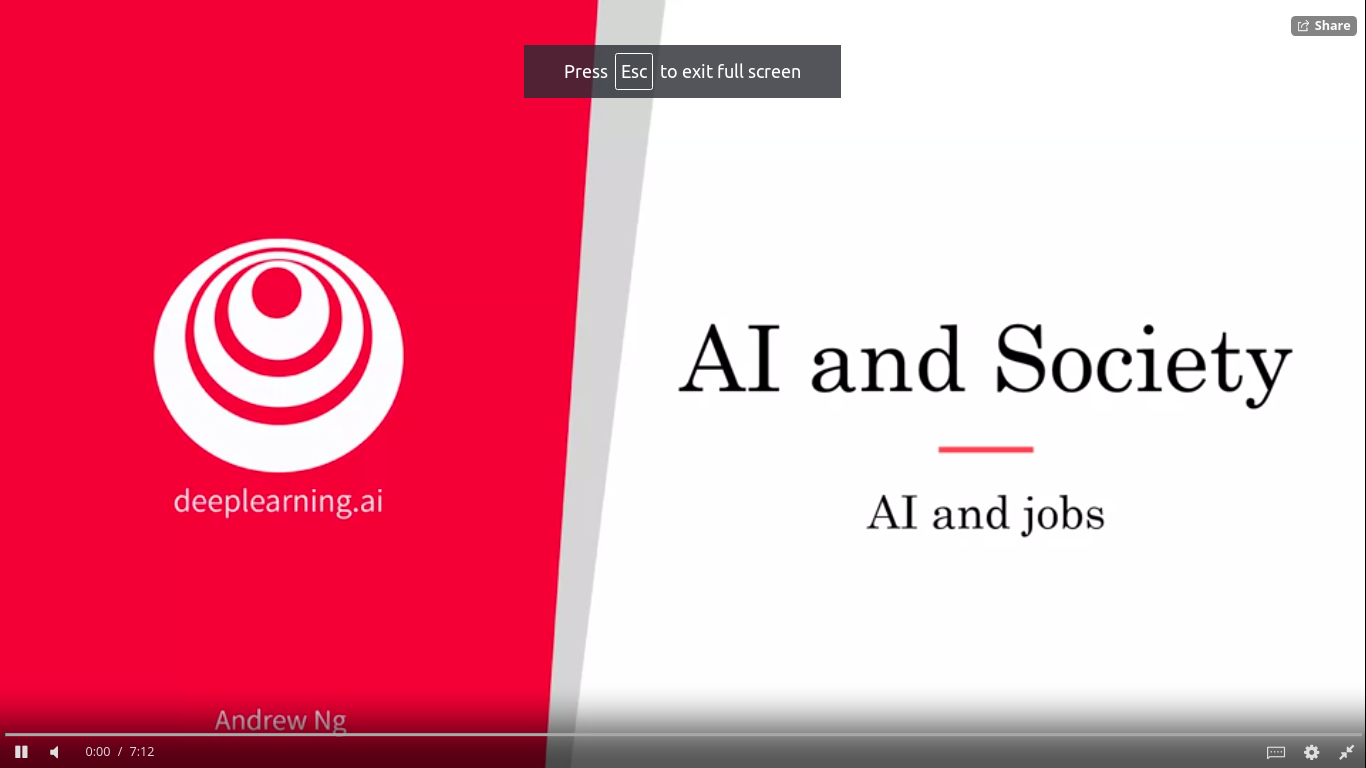 Share
Press Esc to exit full screen
AI and Society
AI and jobs
deeplearning.ai
Andrew Ng
0:00 / 7:12